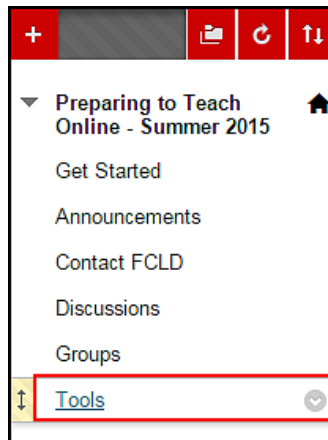 Preparing to Teach
Online - Summer 2015
Get Started
Announcements
Contact FCLD
Discussions
Groups
Tools